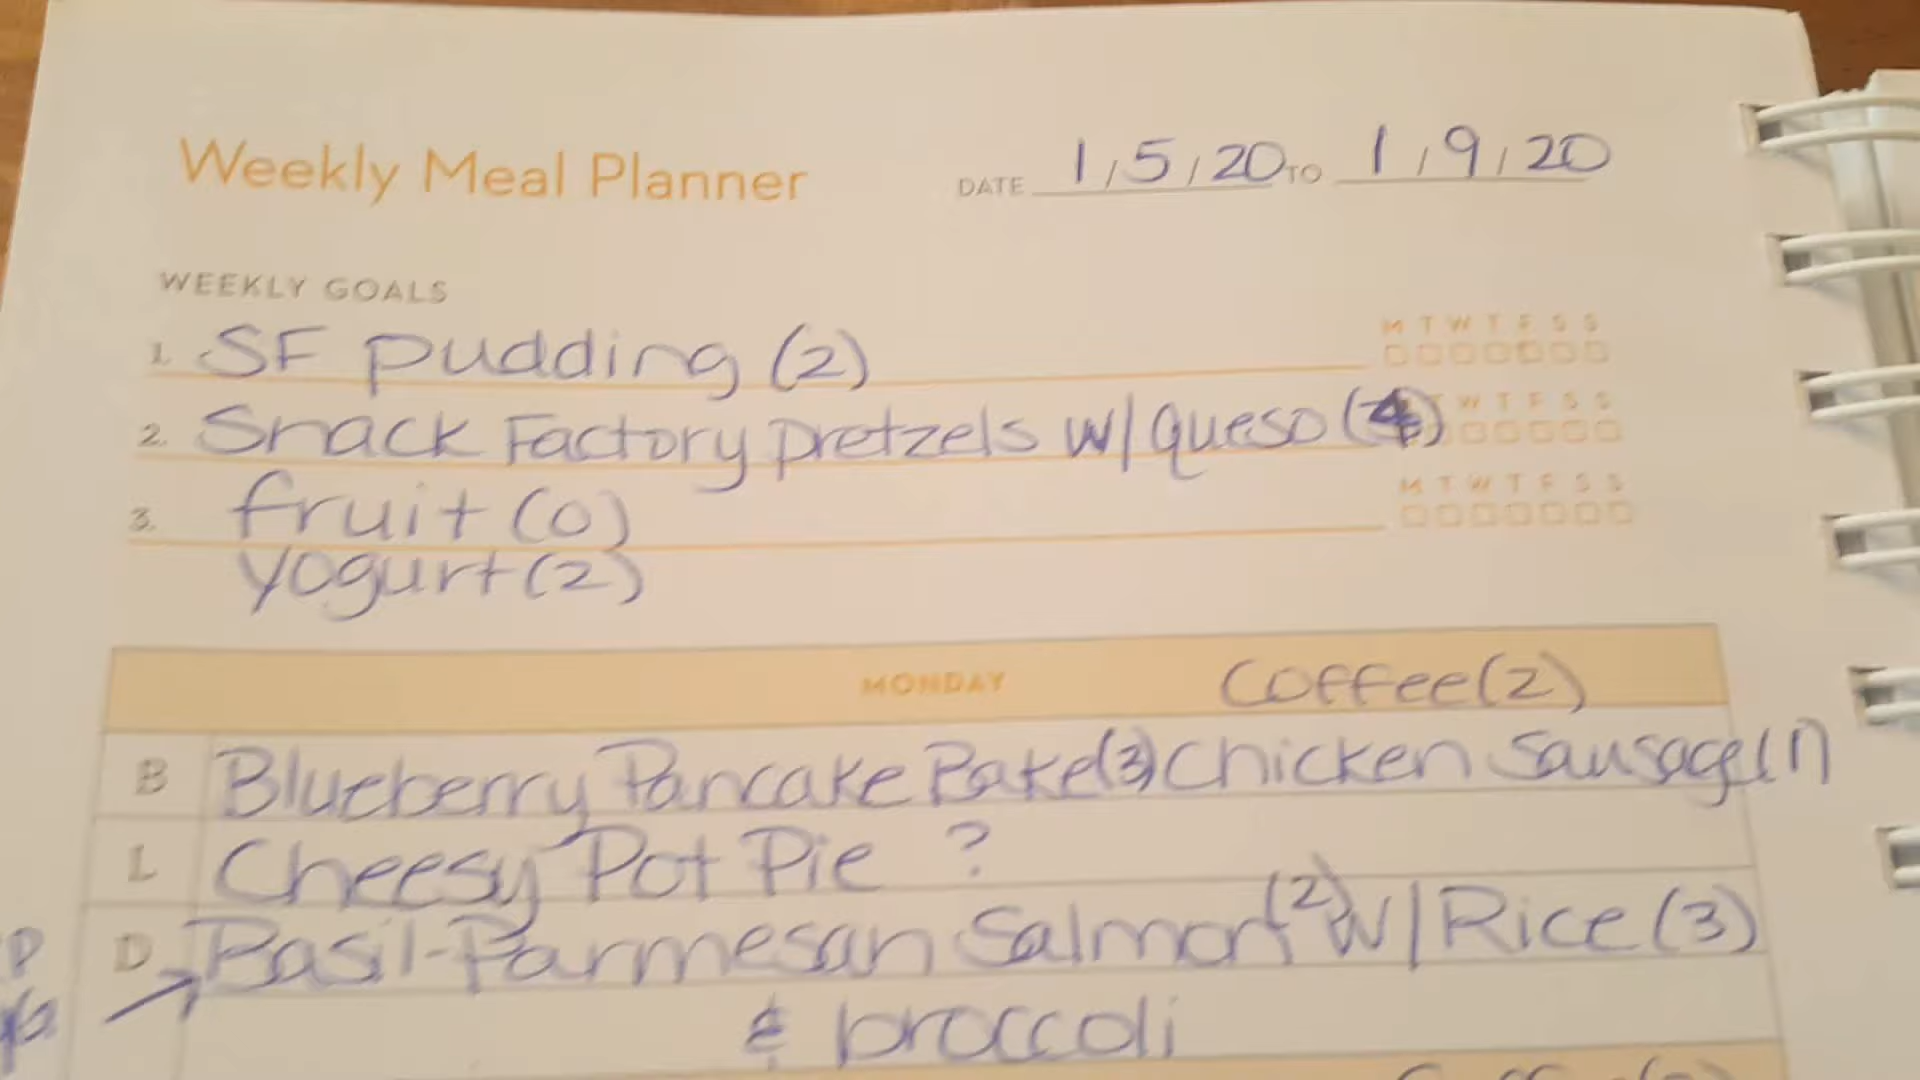 Weekly Meal Planner
DATE 1/5/20 TO 1/9/20
WEEKLY GOALS
1. SF pudding (2)
M T W T F S S
2. Snack Factory pretzels w/ queso (4)
W T F S S
3. fruit (0)
M T W T F S S
yogurt (2)
MONDAY Coffee (2)
B Blueberry Pancake Bake (3) Chicken Sausage (1)
L Cheesy Pot Pie ?
D Basil-Parmesan Salmon (2) w/ Rice (3)
& broccoli